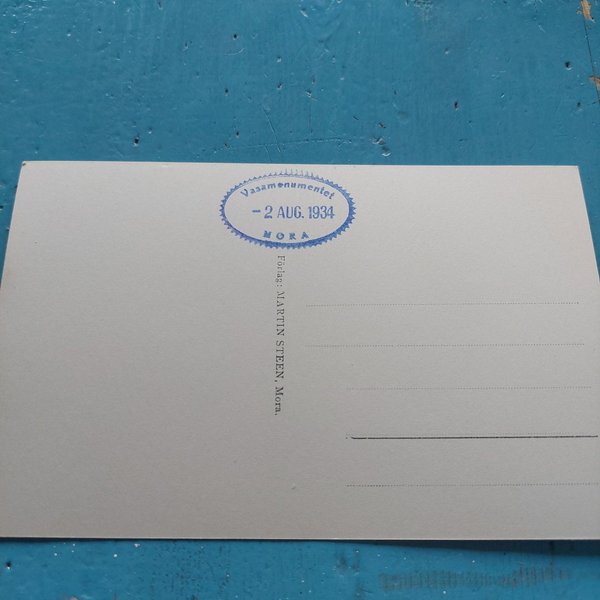 Vasamonumentet
- 2 AUG. 1934
MORA
Förlag: MARTIN STEEN, Mora.